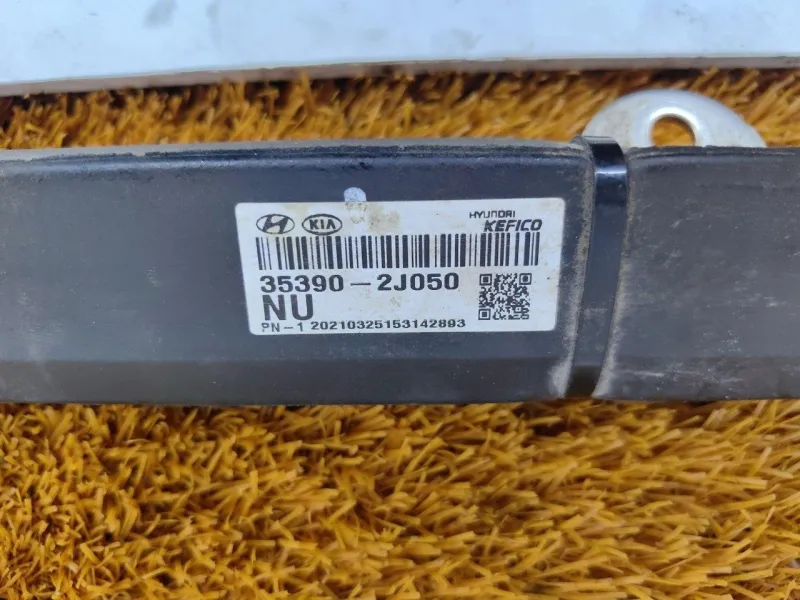 KIA
HYUNDAI
KEFICO
35390-2J050
NU
PN-1 20210325153142893